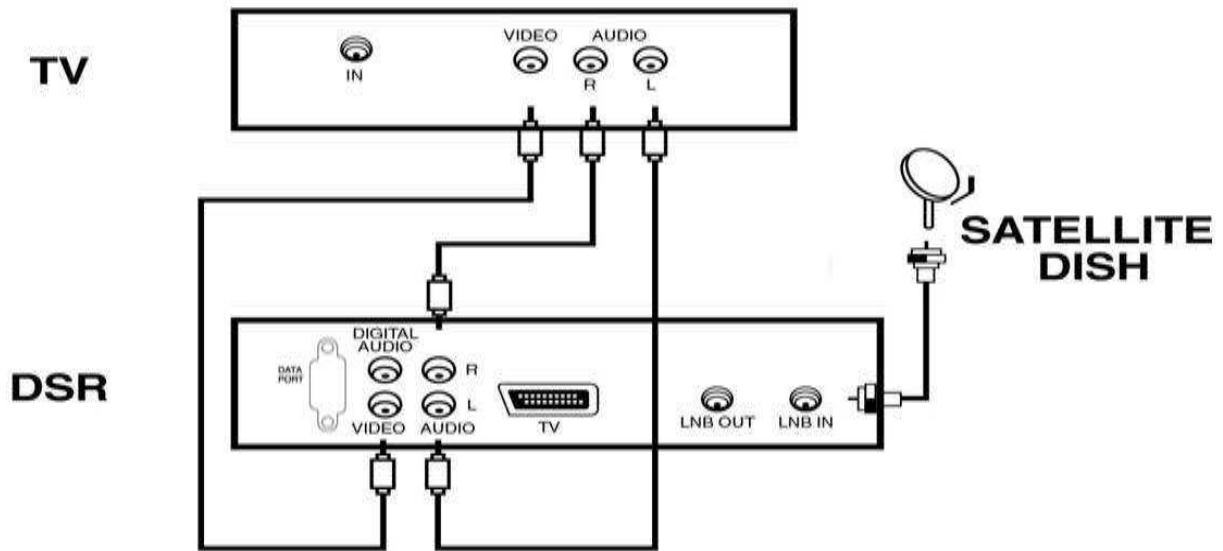 TV
IN
VIDEO AUDIO
R L
SATELLITE
DISH
DSR
DATA
PORT
DIGITAL
AUDIO
R
L
VIDEO AUDIO
TV
LNB OUT LNB IN